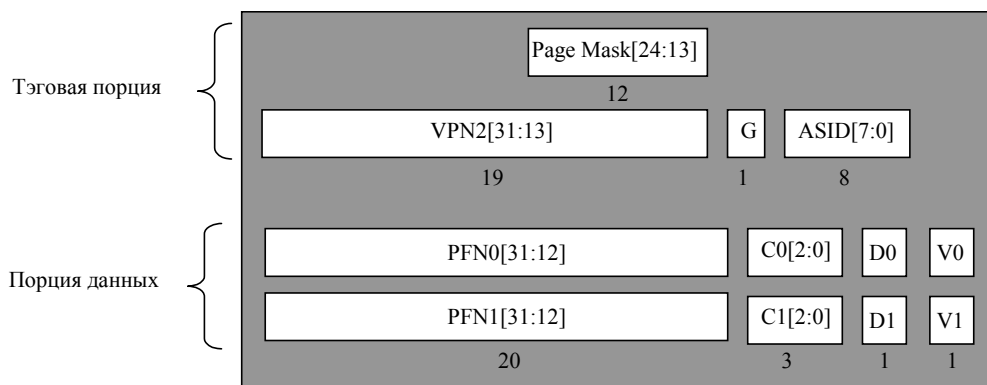 Page Mask[24:13]
Тэговая порция
12
VPN2[31:13] G ASID[7:0]
19 1 8
PFN0[31:12] C0[2:0] D0 V0
Порция данных
PFN1[31:12] C1[2:0] D1 V1
20 3 1 1